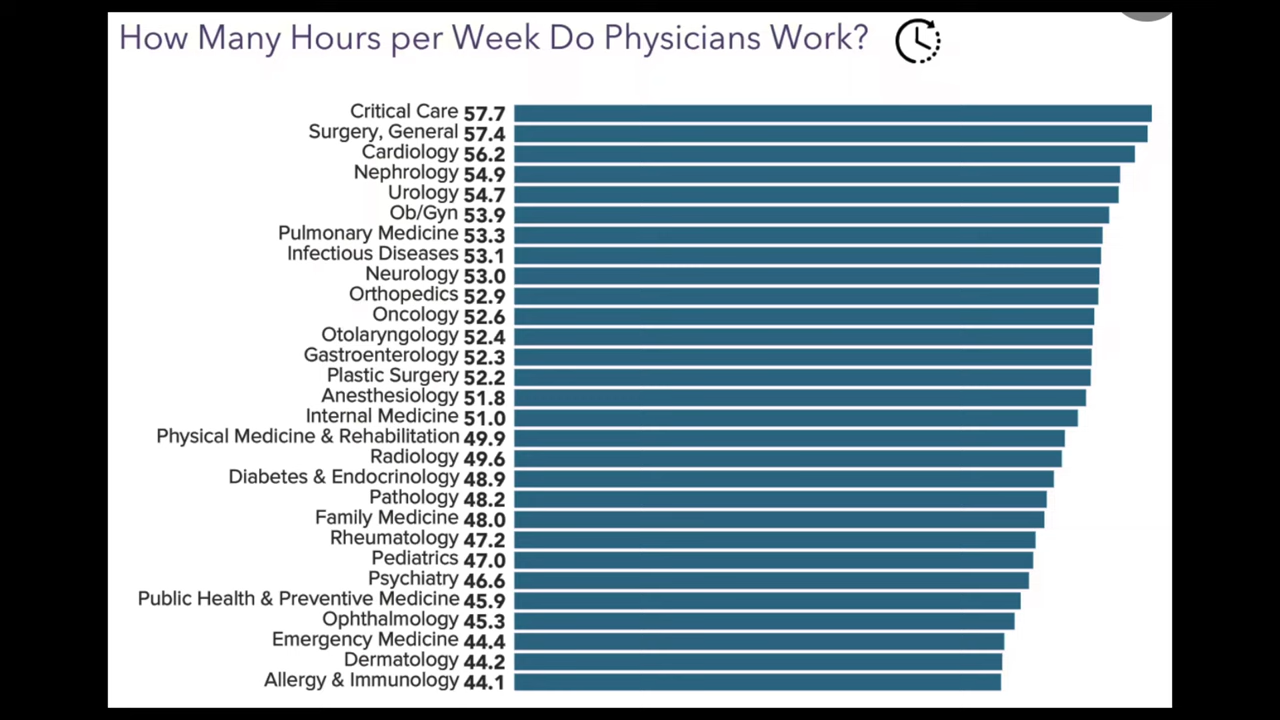 How Many Hours per Week Do Physicians Work?
Critical Care 57.7
Surgery, General 57.4
Cardiology 56.2
Nephrology 54.9
Urology 54.7
Ob/Gyn 53.9
Pulmonary Medicine 53.3
Infectious Diseases 53.1
Neurology 53.0
Orthopedics 52.9
Oncology 52.6
Otolaryngology 52.4
Gastroenterology 52.3
Plastic Surgery 52.2
Anesthesiology 51.8
Internal Medicine 51.0
Physical Medicine & Rehabilitation 49.9
Radiology 49.6
Diabetes & Endocrinology 48.9
Pathology 48.2
Family Medicine 48.0
Rheumatology 47.2
Pediatrics 47.0
Psychiatry 46.6
Public Health & Preventive Medicine 45.9
Ophthalmology 45.3
Emergency Medicine 44.4
Dermatology 44.2
Allergy & Immunology 44.1